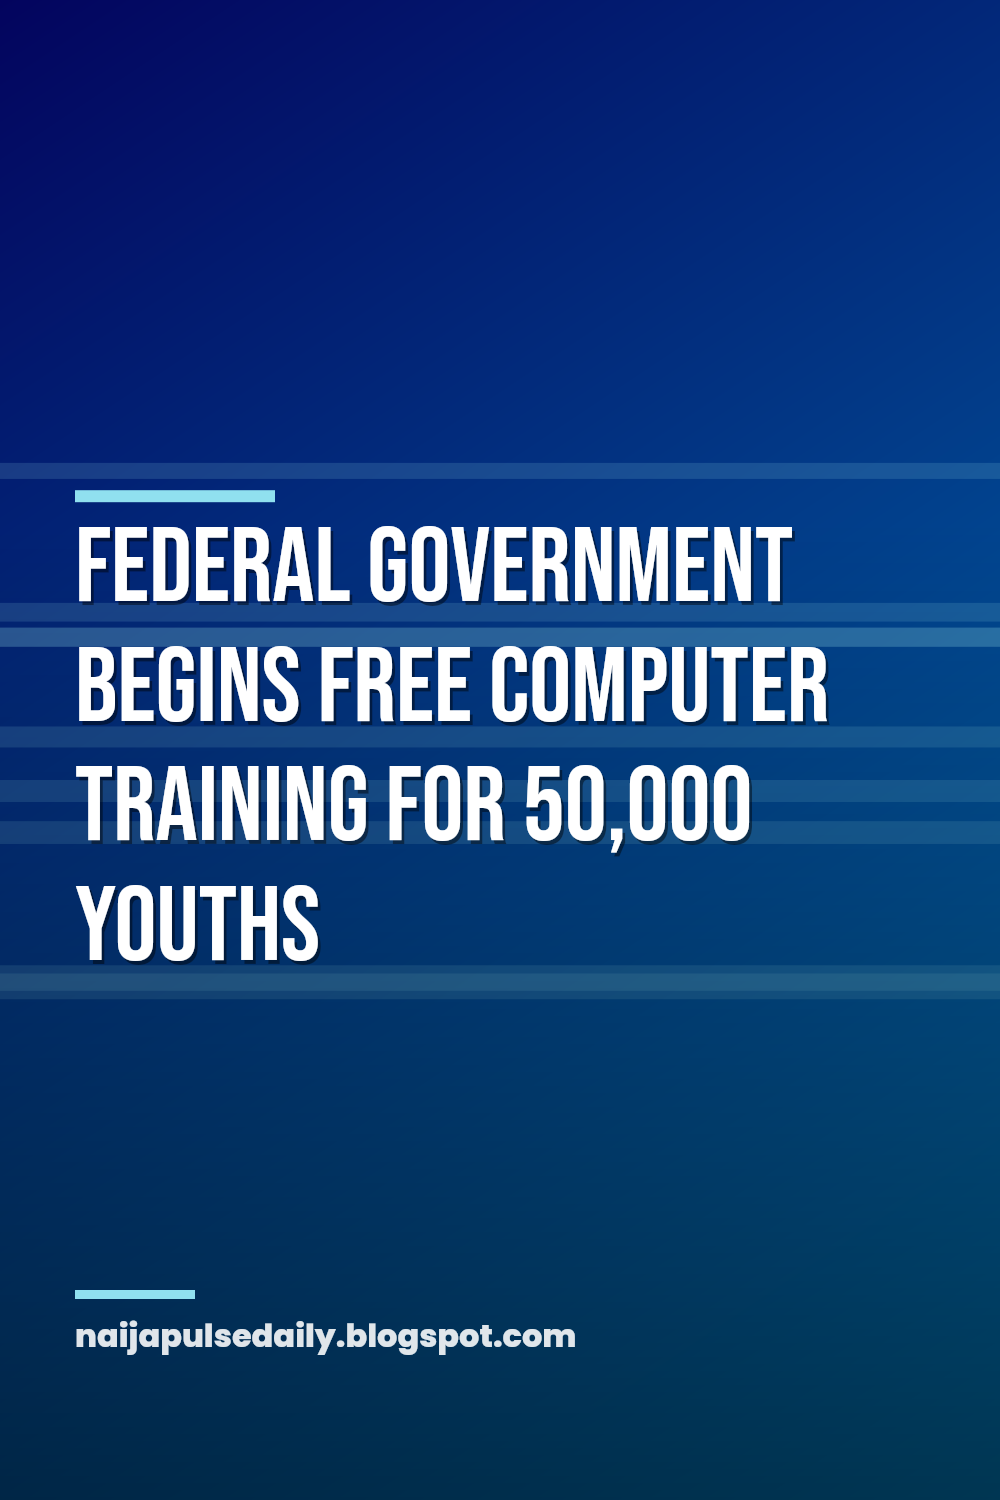 FEDERAL GOVERNMENT
BEGINS FREE COMPUTER
TRAINING FOR 50,000
YOUTHS
naijapulsedaily.blogspot.com